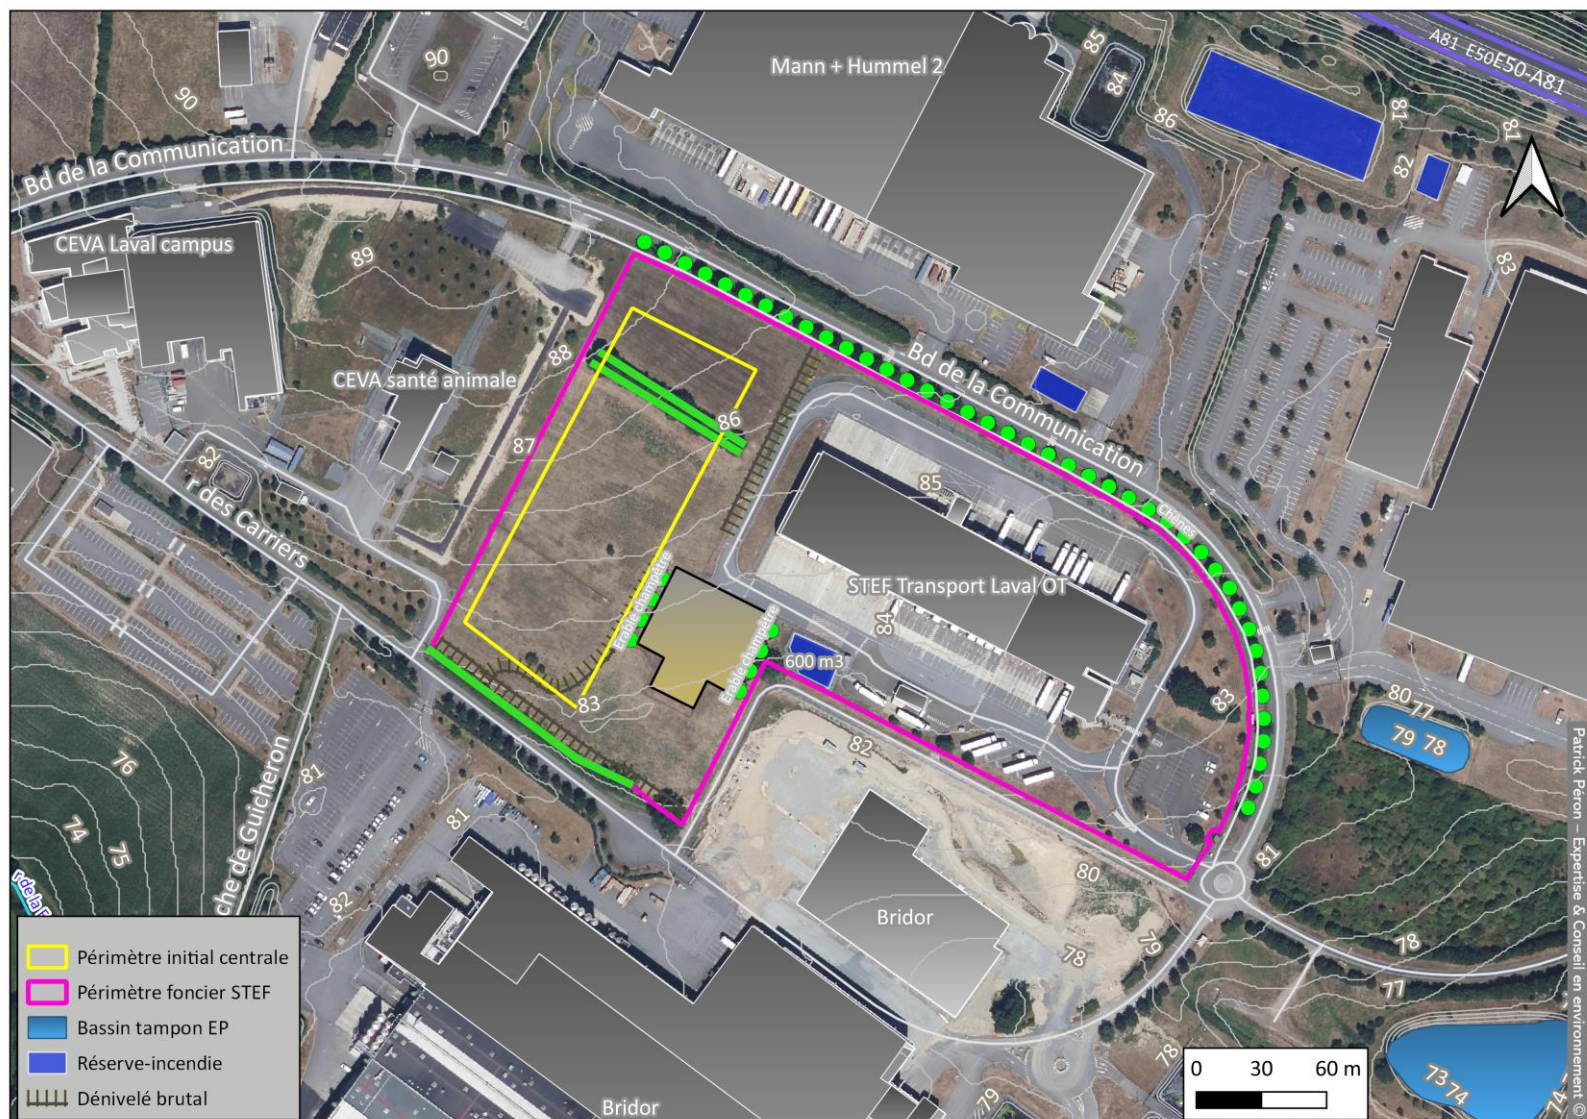 90
90
85
84
86
A81 E50
E50-A81
81
81
82
83
Mann + Hummel 2
Bd de la Communication
CEVA Laval campus
89
88
CEVA santé animale
87
86
82
r des Carriers
Bd de la Communication
85
Chênes
STEF Transport Laval OT
84
Erable champêtre
Erable champêtre
600 m3
83
83
82
80
77
79
78
76
75
74
81
81
82
che de Guicheron
80
81
Bridor
79
78
78
77
78
79
73
74
74
Bridor
Périmètre initial centrale
Périmètre foncier STEF
Bassin tampon EP
Réserve-incendie
Dénivelé brutal
0 30 60 m
Patrick Péron – Expertise & Conseil en environnement ©